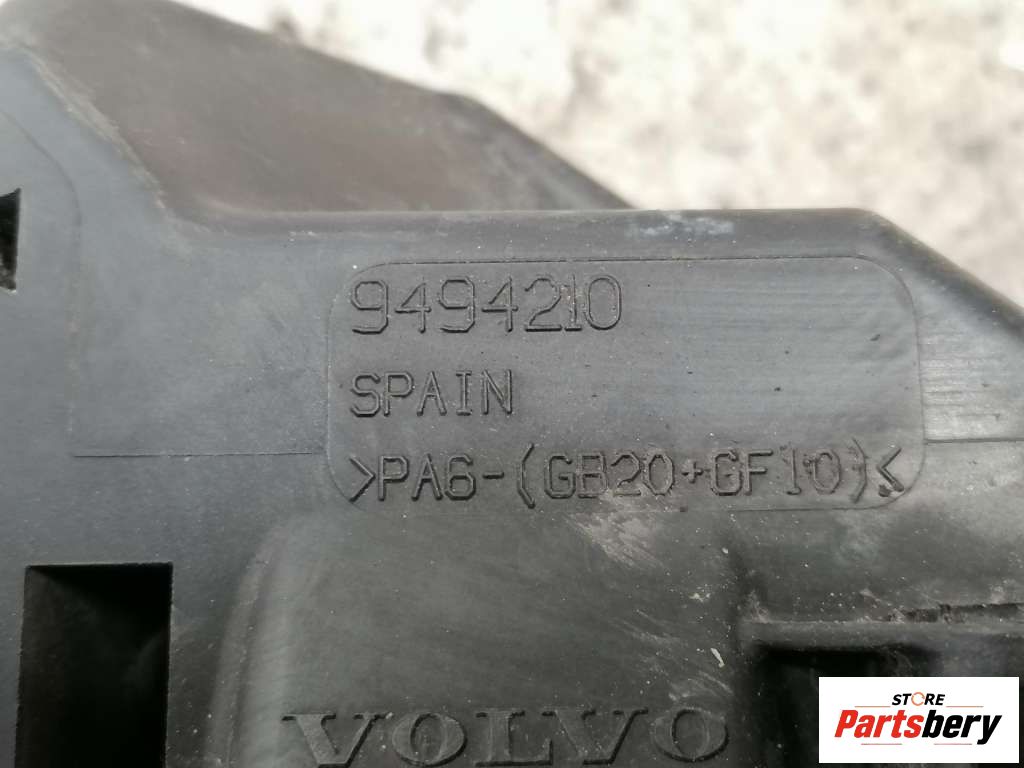 9494210
SPAIN
>PA6-(GB20+GF10)<
VOLVO
STORE
Partsbery